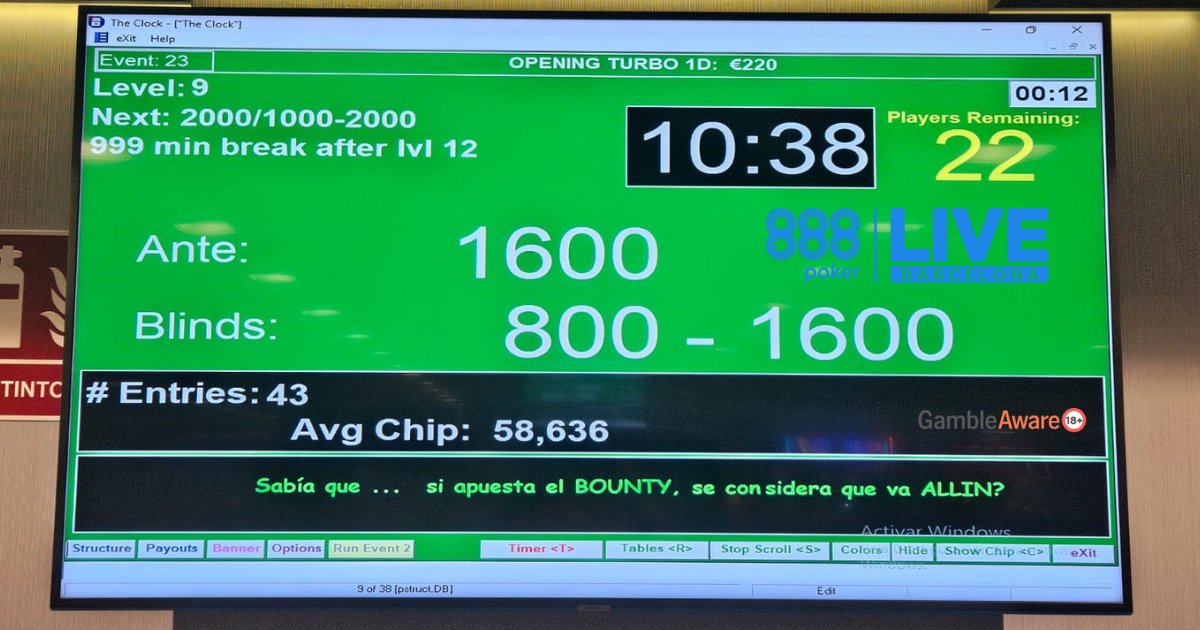 The Clock - ["The Clock"]
eXit Help
Event: 23
OPENING TURBO 1D: €220
Level: 9
00:12
Next: 2000/1000-2000
999 min break after lvl 12
10:38
Players Remaining:
22
Ante: 1600
888 poker LIVE BARCELONA
Blinds: 800 - 1600
# Entries: 43
Avg Chip: 58,636
GambleAware 18+
Sabía que ... si apuesta el BOUNTY, se considera que va ALLIN?
Activar Windows
Structure Payouts Banner Options Run Event 2 Timer <T> Tables <R> Stop Scroll <S> Colors Hide Show Chip <C> eXit
Windows.
9 of 38 [pstruct.DB] Edit
TINTO